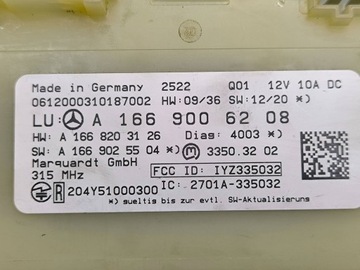 Made in Germany 2522 Q01 12V 10A DC
0612000310187002 HW:09/36 SW:12/20 *)
LU: A 166 900 62 08
HW: A 166 820 31 26 Diag: 4003 *)
SW: A 166 902 55 04 *) 3350.32 02
Marquardt GmbH FCC ID: IYZ335032
315 MHz IC: 2701A-335032
R 204Y51000300 *) gueltig bis zur evtl. SW-Aktualisierung